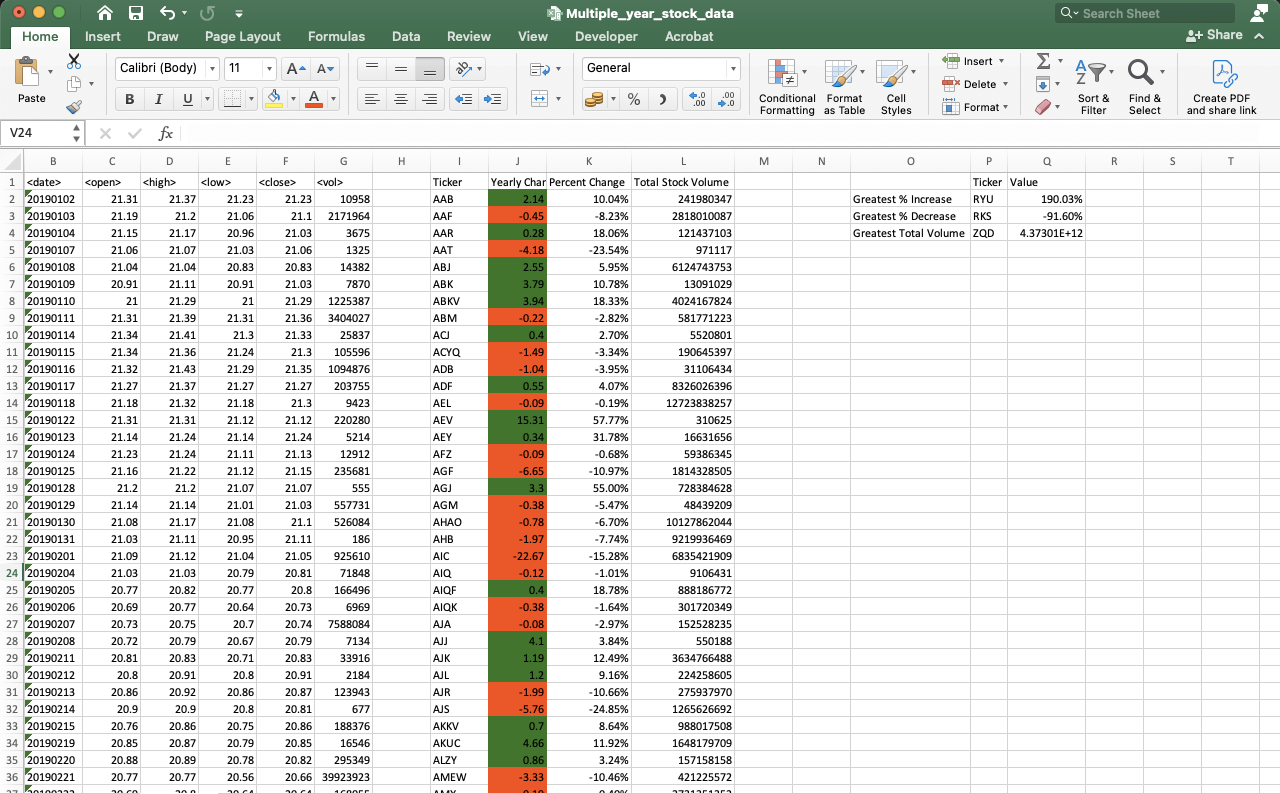 Multiple_year_stock_data
Search Sheet
Home Insert Draw Page Layout Formulas Data Review View Developer Acrobat Share
Paste
Calibri (Body) 11
General
Conditional Formatting
Format as Table
Cell Styles
Insert
Delete
Format
Sort & Filter
Find & Select
Create PDF and share link
V24 fx
B C D E F G H I J K L M N O P Q R S T
1 <date> <open> <high> <low> <close> <vol> Ticker Yearly Char Percent Change Total Stock Volume Ticker Value
2 20190102 21.31 21.37 21.23 21.23 10958 AAB 2.14 10.04% 241980347 Greatest % Increase RYU 190.03%
3 20190103 21.19 21.2 21.06 21.1 2171964 AAF -0.45 -8.23% 2818010087 Greatest % Decrease RKS -91.60%
4 20190104 21.15 21.17 20.96 21.03 3675 AAR 0.28 18.06% 121437103 Greatest Total Volume ZQD 4.37301E+12
5 20190107 21.06 21.07 21.03 21.06 1325 AAT -4.18 -23.54% 971117
6 20190108 21.04 21.04 20.83 20.83 14382 ABJ 2.55 5.95% 6124743753
7 20190109 20.91 21.11 20.91 21.03 7870 ABK 3.79 10.78% 13091029
8 20190110 21 21.29 21 21.29 1225387 ABKV 3.94 18.33% 4024167824
9 20190111 21.31 21.39 21.31 21.36 3404027 ABM -0.22 -2.82% 581771223
10 20190114 21.34 21.41 21.3 21.33 25837 ACJ 0.4 2.70% 5520801
11 20190115 21.34 21.36 21.24 21.3 105596 ACYQ -1.49 -3.34% 190645397
12 20190116 21.32 21.43 21.29 21.35 1094876 ADB -1.04 -3.95% 31106434
13 20190117 21.27 21.37 21.27 21.27 203755 ADF 0.55 4.07% 8326026396
14 20190118 21.18 21.32 21.18 21.3 9423 AEL -0.09 -0.19% 12723838257
15 20190122 21.31 21.31 21.12 21.12 220280 AEV 15.31 57.77% 310625
16 20190123 21.14 21.24 21.14 21.24 5214 AEY 0.34 31.78% 16631656
17 20190124 21.23 21.24 21.11 21.13 12912 AFZ -0.09 -0.68% 59386345
18 20190125 21.16 21.22 21.12 21.15 235681 AGF -6.65 -10.97% 1814328505
19 20190128 21.2 21.2 21.07 21.07 555 AGJ 3.3 55.00% 728384628
20 20190129 21.14 21.14 21.01 21.03 557731 AGM -0.38 -5.47% 48439209
21 20190130 21.08 21.17 21.08 21.1 526084 AHAO -0.78 -6.70% 10127862044
22 20190131 21.03 21.11 20.95 21.11 186 AHB -1.97 -7.74% 9219936469
23 20190201 21.09 21.12 21.04 21.05 925610 AIC -22.67 -15.28% 6835421909
24 20190204 21.03 21.03 20.79 20.81 71848 AIQ -0.12 -1.01% 9106431
25 20190205 20.77 20.82 20.77 20.8 166496 AIQF 0.4 18.78% 888186772
26 20190206 20.69 20.77 20.64 20.73 6969 AIQK -0.38 -1.64% 301720349
27 20190207 20.73 20.75 20.7 20.74 7588084 AJA -0.08 -2.97% 152528235
28 20190208 20.72 20.79 20.67 20.79 7134 AJJ 4.1 3.84% 550188
29 20190211 20.81 20.83 20.71 20.83 33916 AJK 1.19 12.49% 3634766488
30 20190212 20.8 20.91 20.8 20.91 2184 AJL 1.2 9.16% 224258605
31 20190213 20.86 20.92 20.86 20.87 123943 AJR -1.99 -10.66% 275937970
32 20190214 20.9 20.9 20.8 20.81 677 AJS -5.76 -24.85% 1265626692
33 20190215 20.76 20.86 20.75 20.86 188376 AKKV 0.7 8.64% 988017508
34 20190219 20.85 20.87 20.79 20.85 16546 AKUC 4.66 11.92% 1648179709
35 20190220 20.88 20.89 20.78 20.82 295349 ALZY 0.86 3.24% 157158158
36 20190221 20.77 20.77 20.56 20.66 39923923 AMEW -3.33 -10.46% 421225572